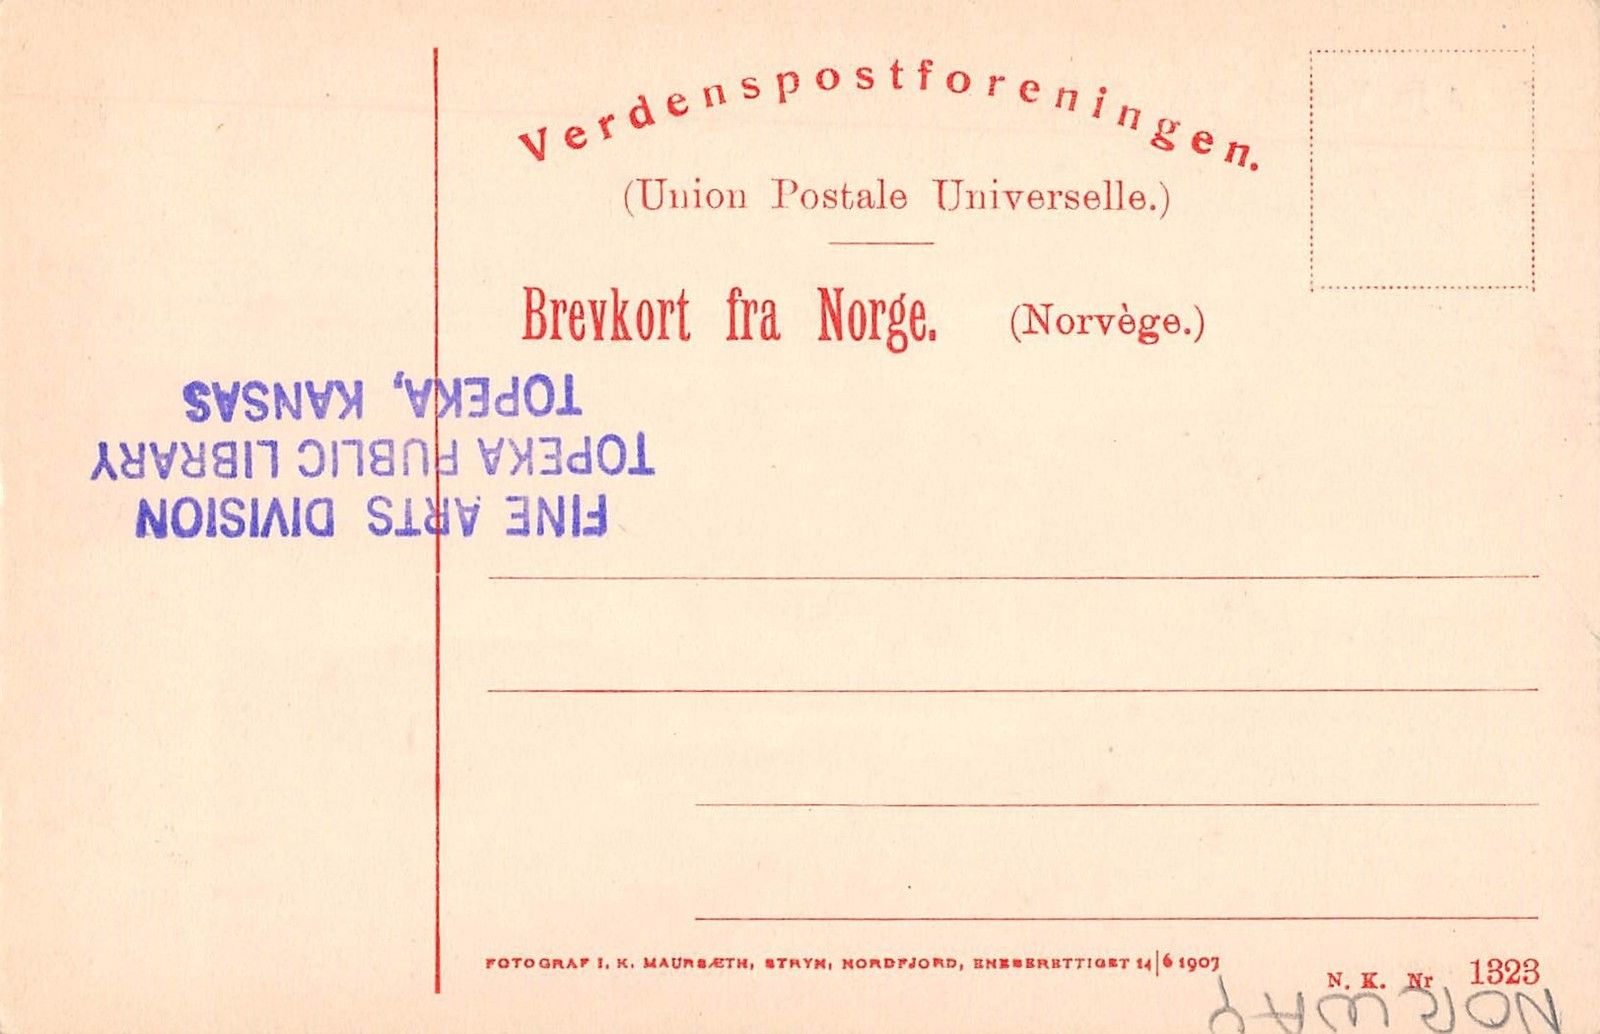 Verdenspostforeningen.
(Union Postale Universelle.)
Brevkort fra Norge. (Norvège.)
FINE ARTS DIVISION
TOPEKA PUBLIC LIBRARY
TOPEKA, KANSAS
FOTOGRAF I. K. MAURSÆTH, STRYN, NORDFJORD, ENEBERETTIGET 14|6 1907
N. K. Nr 1323
NORWAY